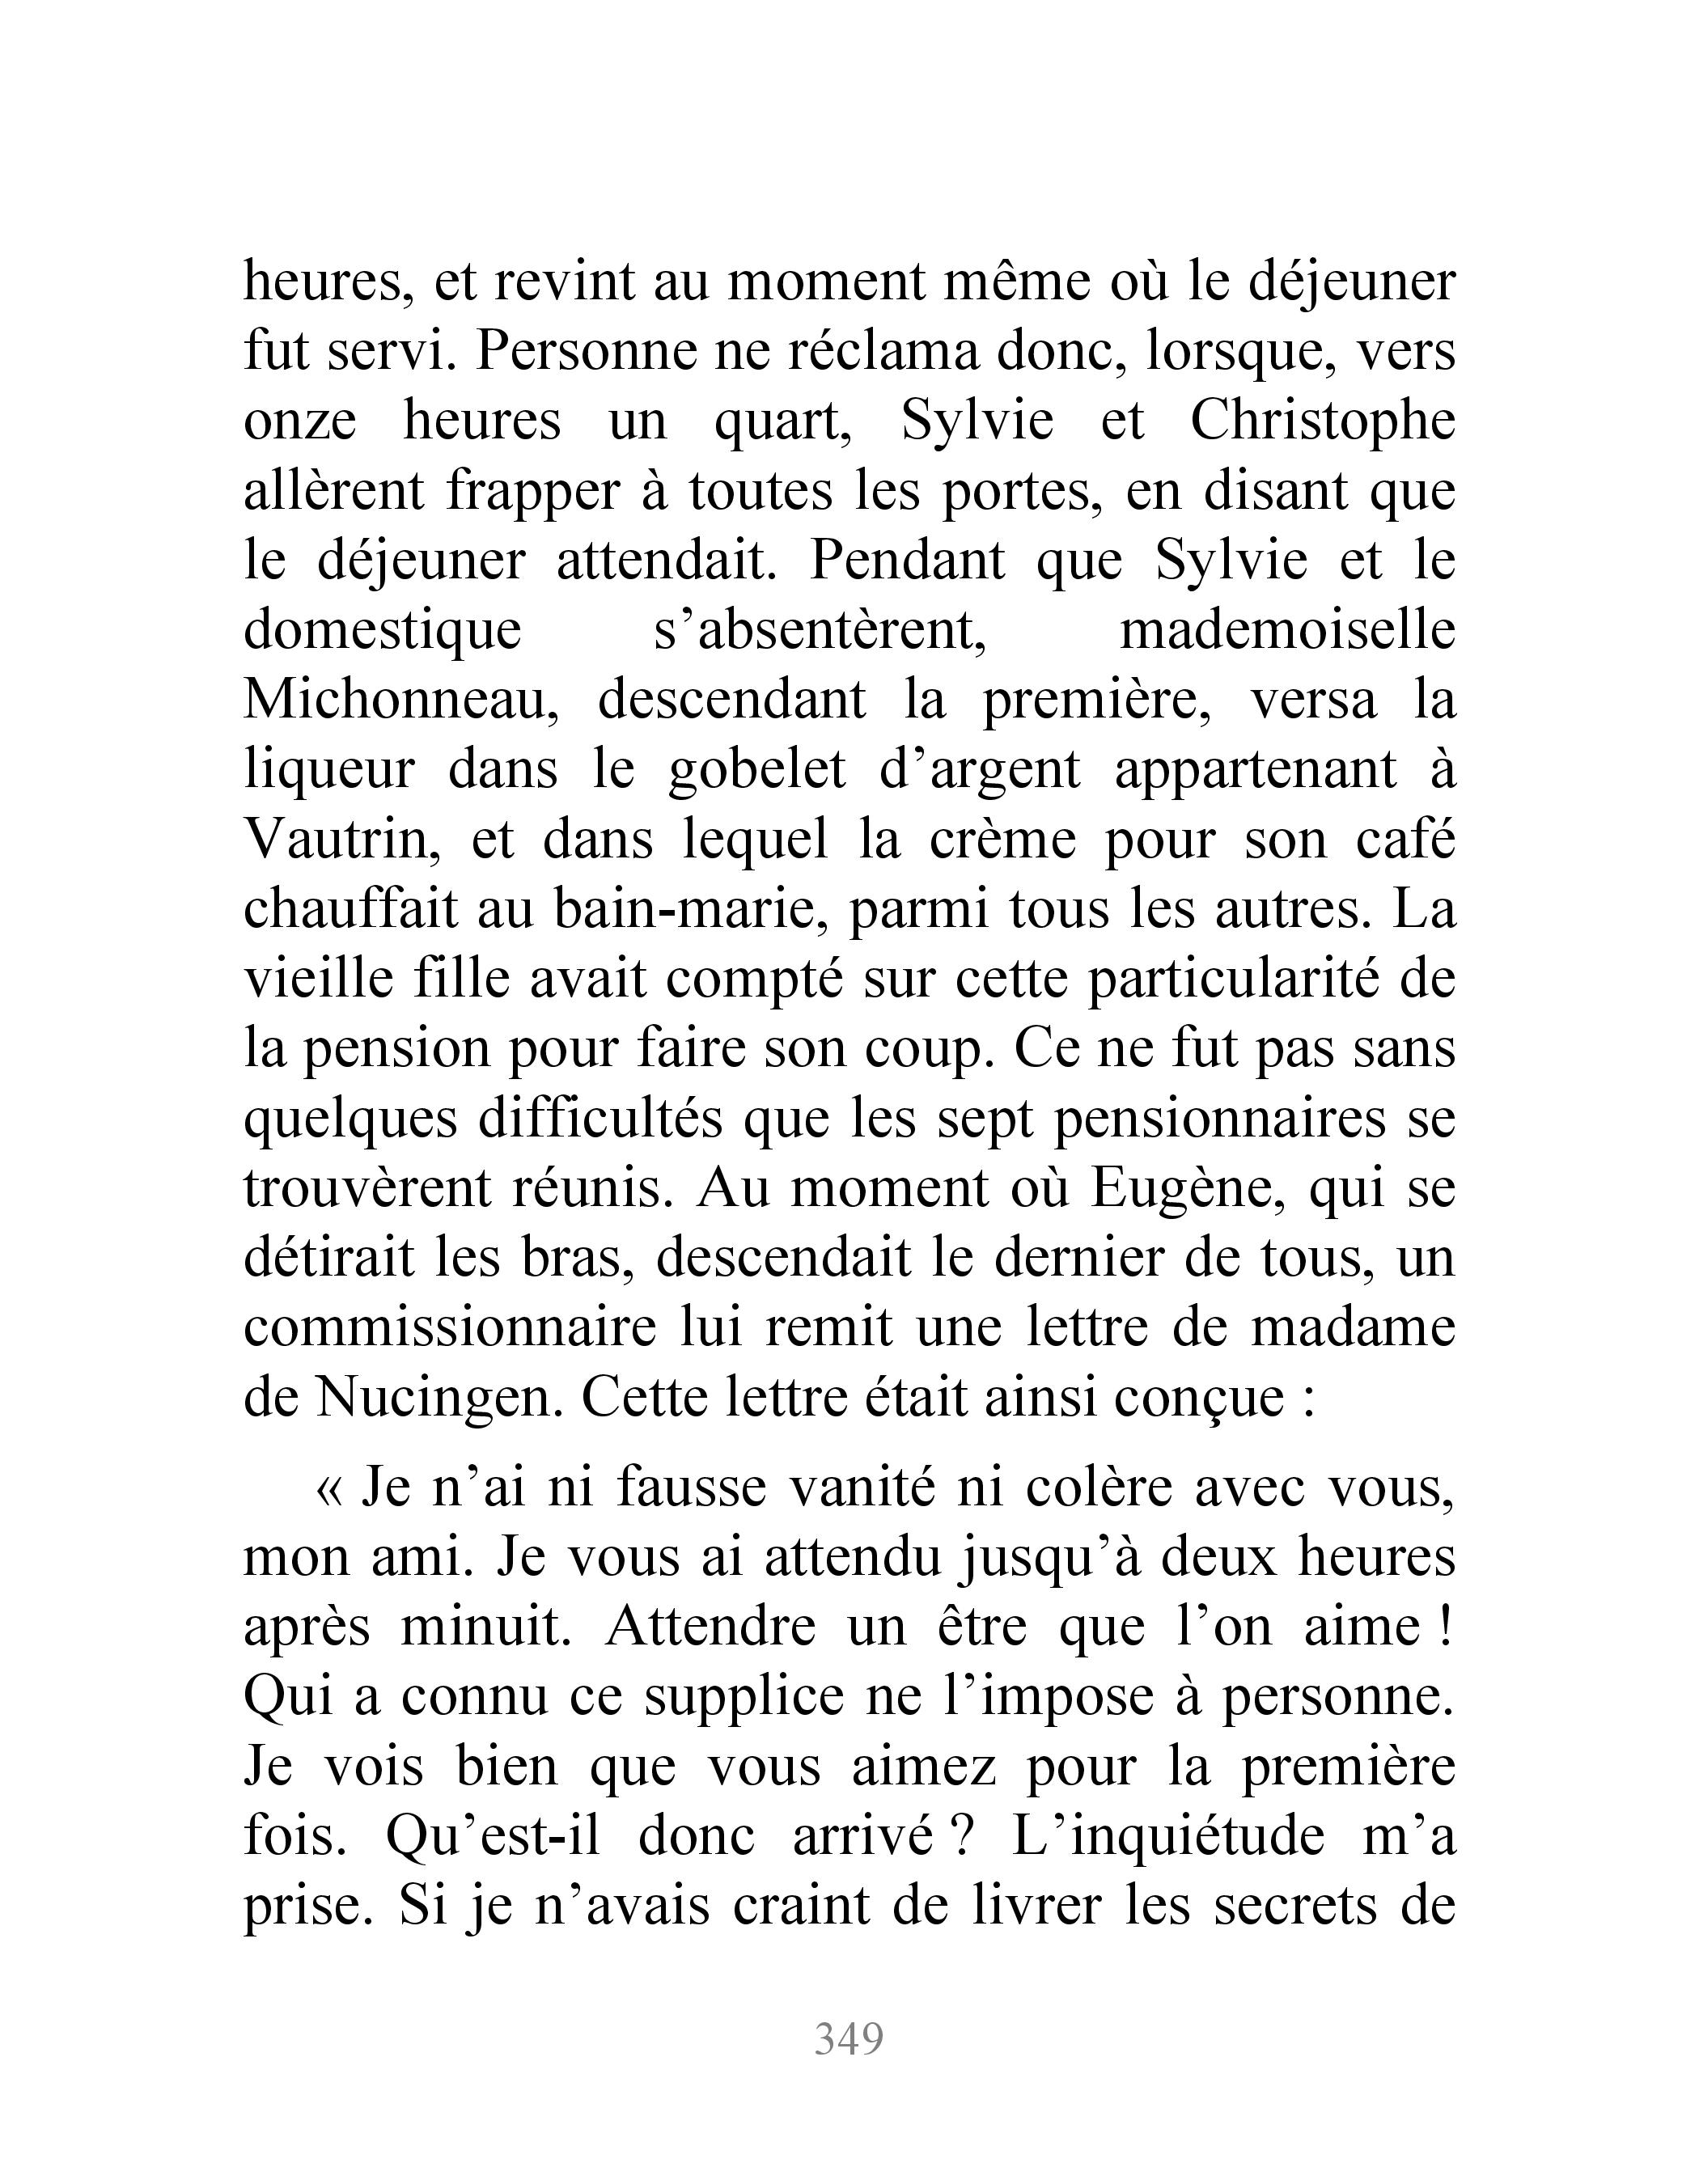 heures, et revint au moment même où le déjeuner
fut servi. Personne ne réclama donc, lorsque, vers
onze heures un quart, Sylvie et Christophe
allèrent frapper à toutes les portes, en disant que
le déjeuner attendait. Pendant que Sylvie et le
domestique s’absentèrent, mademoiselle
Michonneau, descendant la première, versa la
liqueur dans le gobelet d’argent appartenant à
Vautrin, et dans lequel la crème pour son café
chauffait au bain-marie, parmi tous les autres. La
vieille fille avait compté sur cette particularité de
la pension pour faire son coup. Ce ne fut pas sans
quelques difficultés que les sept pensionnaires se
trouvèrent réunis. Au moment où Eugène, qui se
détirait les bras, descendait le dernier de tous, un
commissionnaire lui remit une lettre de madame
de Nucingen. Cette lettre était ainsi conçue :
« Je n’ai ni fausse vanité ni colère avec vous,
mon ami. Je vous ai attendu jusqu’à deux heures
après minuit. Attendre un être que l’on aime !
Qui a connu ce supplice ne l’impose à personne.
Je vois bien que vous aimez pour la première
fois. Qu’est-il donc arrivé ? L’inquiétude m’a
prise. Si je n’avais craint de livrer les secrets de
349